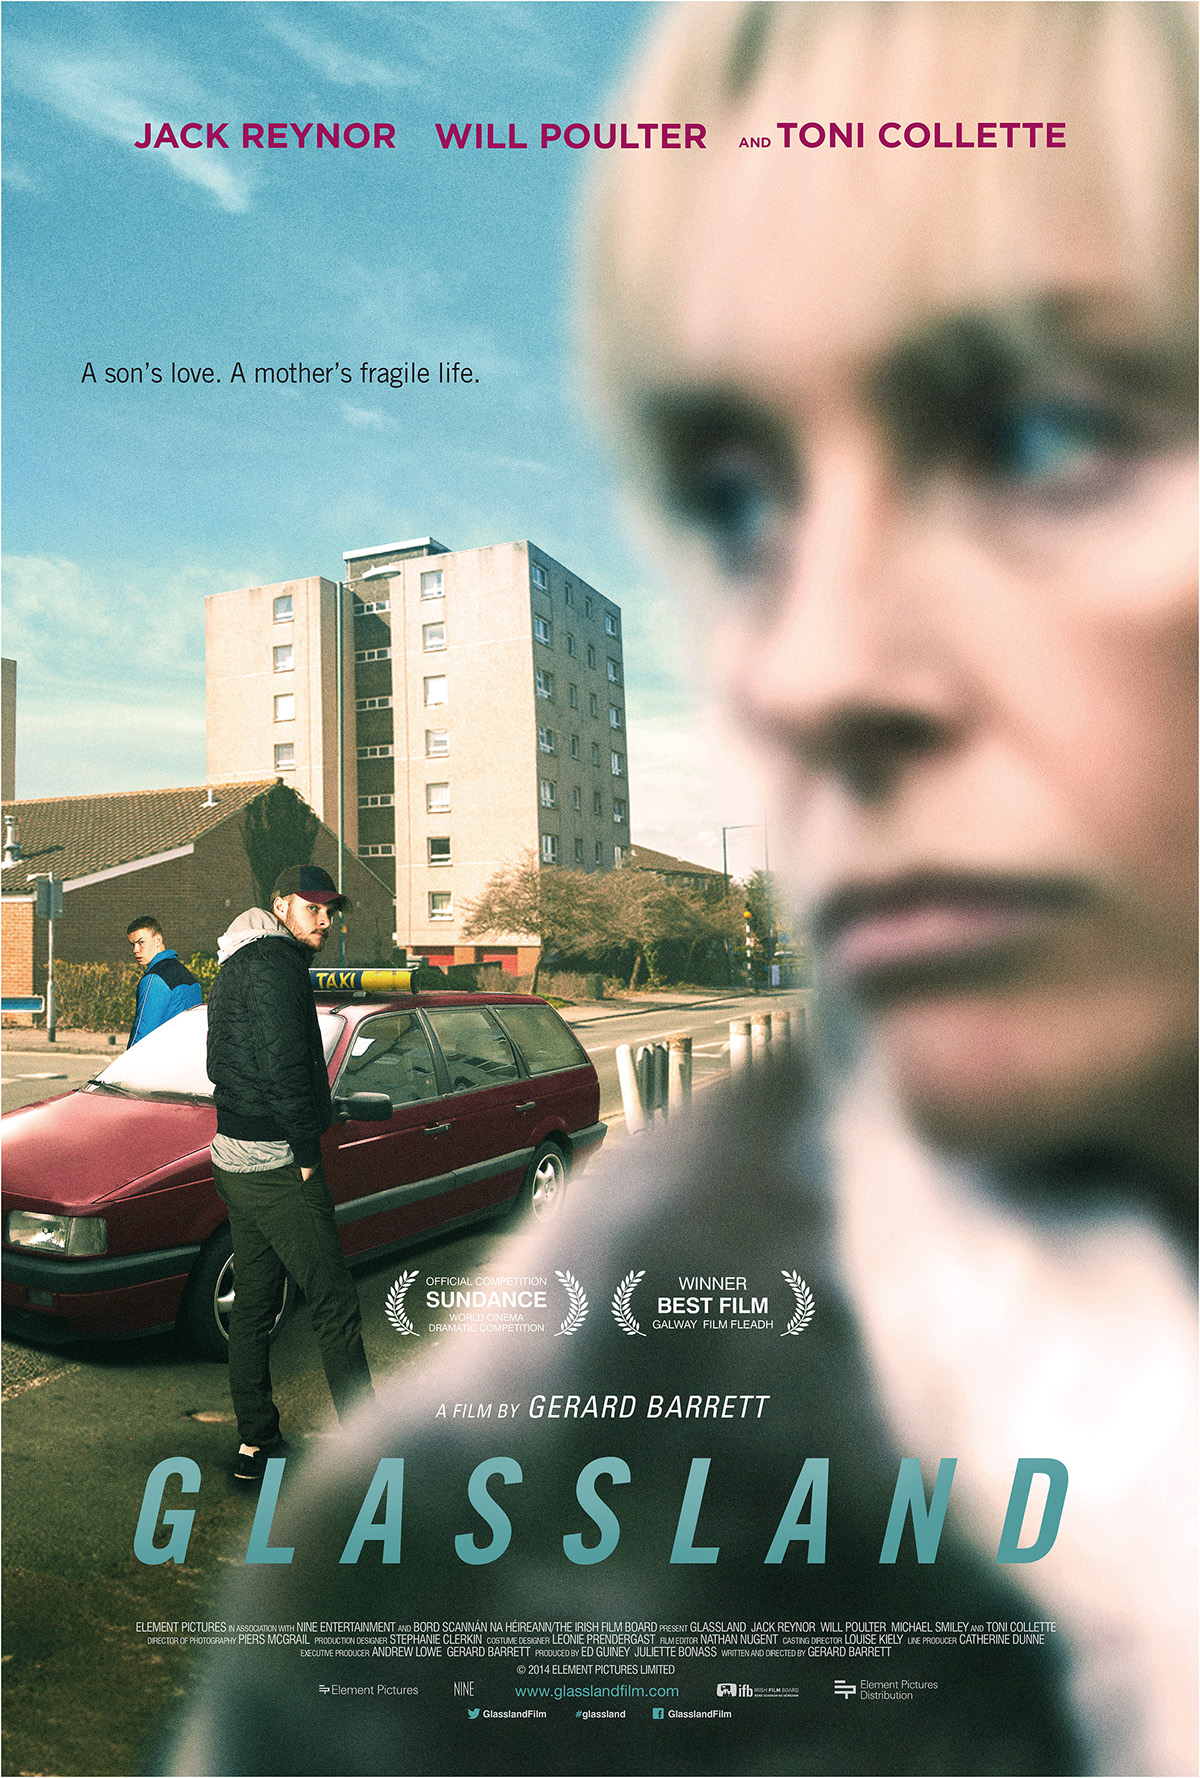 JACK REYNOR WILL POULTER AND TONI COLLETTE
A son's love. A mother's fragile life.
TAXI
OFFICIAL COMPETITION
SUNDANCE
WORLD CINEMA
DRAMATIC COMPETITION
WINNER
BEST FILM
GALWAY FILM FLEADH
A FILM BY GERARD BARRETT
GLASSLAND
ELEMENT PICTURES IN ASSOCIATION WITH NINE ENTERTAINMENT AND BORD SCANNÁN NA HÉIREANN/THE IRISH FILM BOARD PRESENT GLASSLAND JACK REYNOR WILL POULTER MICHAEL SMILEY AND TONI COLLETTE
DIRECTOR OF PHOTOGRAPHY PIERS MCGRAIL PRODUCTION DESIGNER STEPHANIE CLERKIN COSTUME DESIGNER LEONIE PRENDERGAST FILM EDITOR NATHAN NUGENT CASTING DIRECTOR LOUISE KIELY LINE PRODUCER CATHERINE DUNNE
EXECUTIVE PRODUCER ANDREW LOWE GERARD BARRETT PRODUCED BY ED GUINEY JULIETTE BONASS WRITTEN AND DIRECTED BY GERARD BARRETT
© 2014 ELEMENT PICTURES LIMITED
Element Pictures NINE www.glasslandfilm.com ifb IRISH FILM BOARD
BORD SCANNÁN NA HÉIREANN
Element Pictures
Distribution
GlasslandFilm #glassland GlasslandFilm